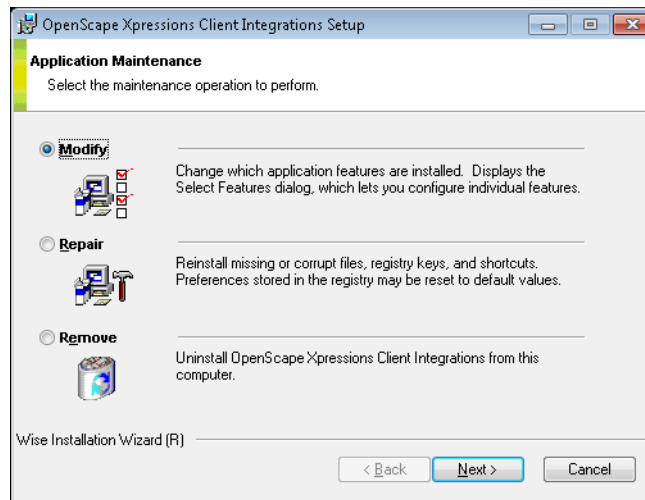 OpenScape Xpressions Client Integrations Setup
Application Maintenance
Select the maintenance operation to perform.
Modify
Change which application features are installed. Displays the
Select Features dialog, which lets you configure individual features.
Repair
Reinstall missing or corrupt files, registry keys, and shortcuts.
Preferences stored in the registry may be reset to default values.
Remove
Uninstall OpenScape Xpressions Client Integrations from this
computer.
Wise Installation Wizard (R)
< Back Next > Cancel